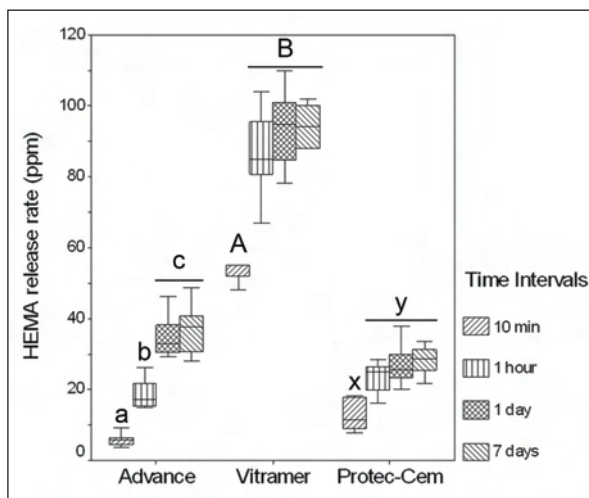 HEMA release rate (ppm)
120
100
80
60
40
20
0
a
b
c
A
B
x
y
Advance
Vitramer
Protec-Cem
Time Intervals
10 min
1 hour
1 day
7 days